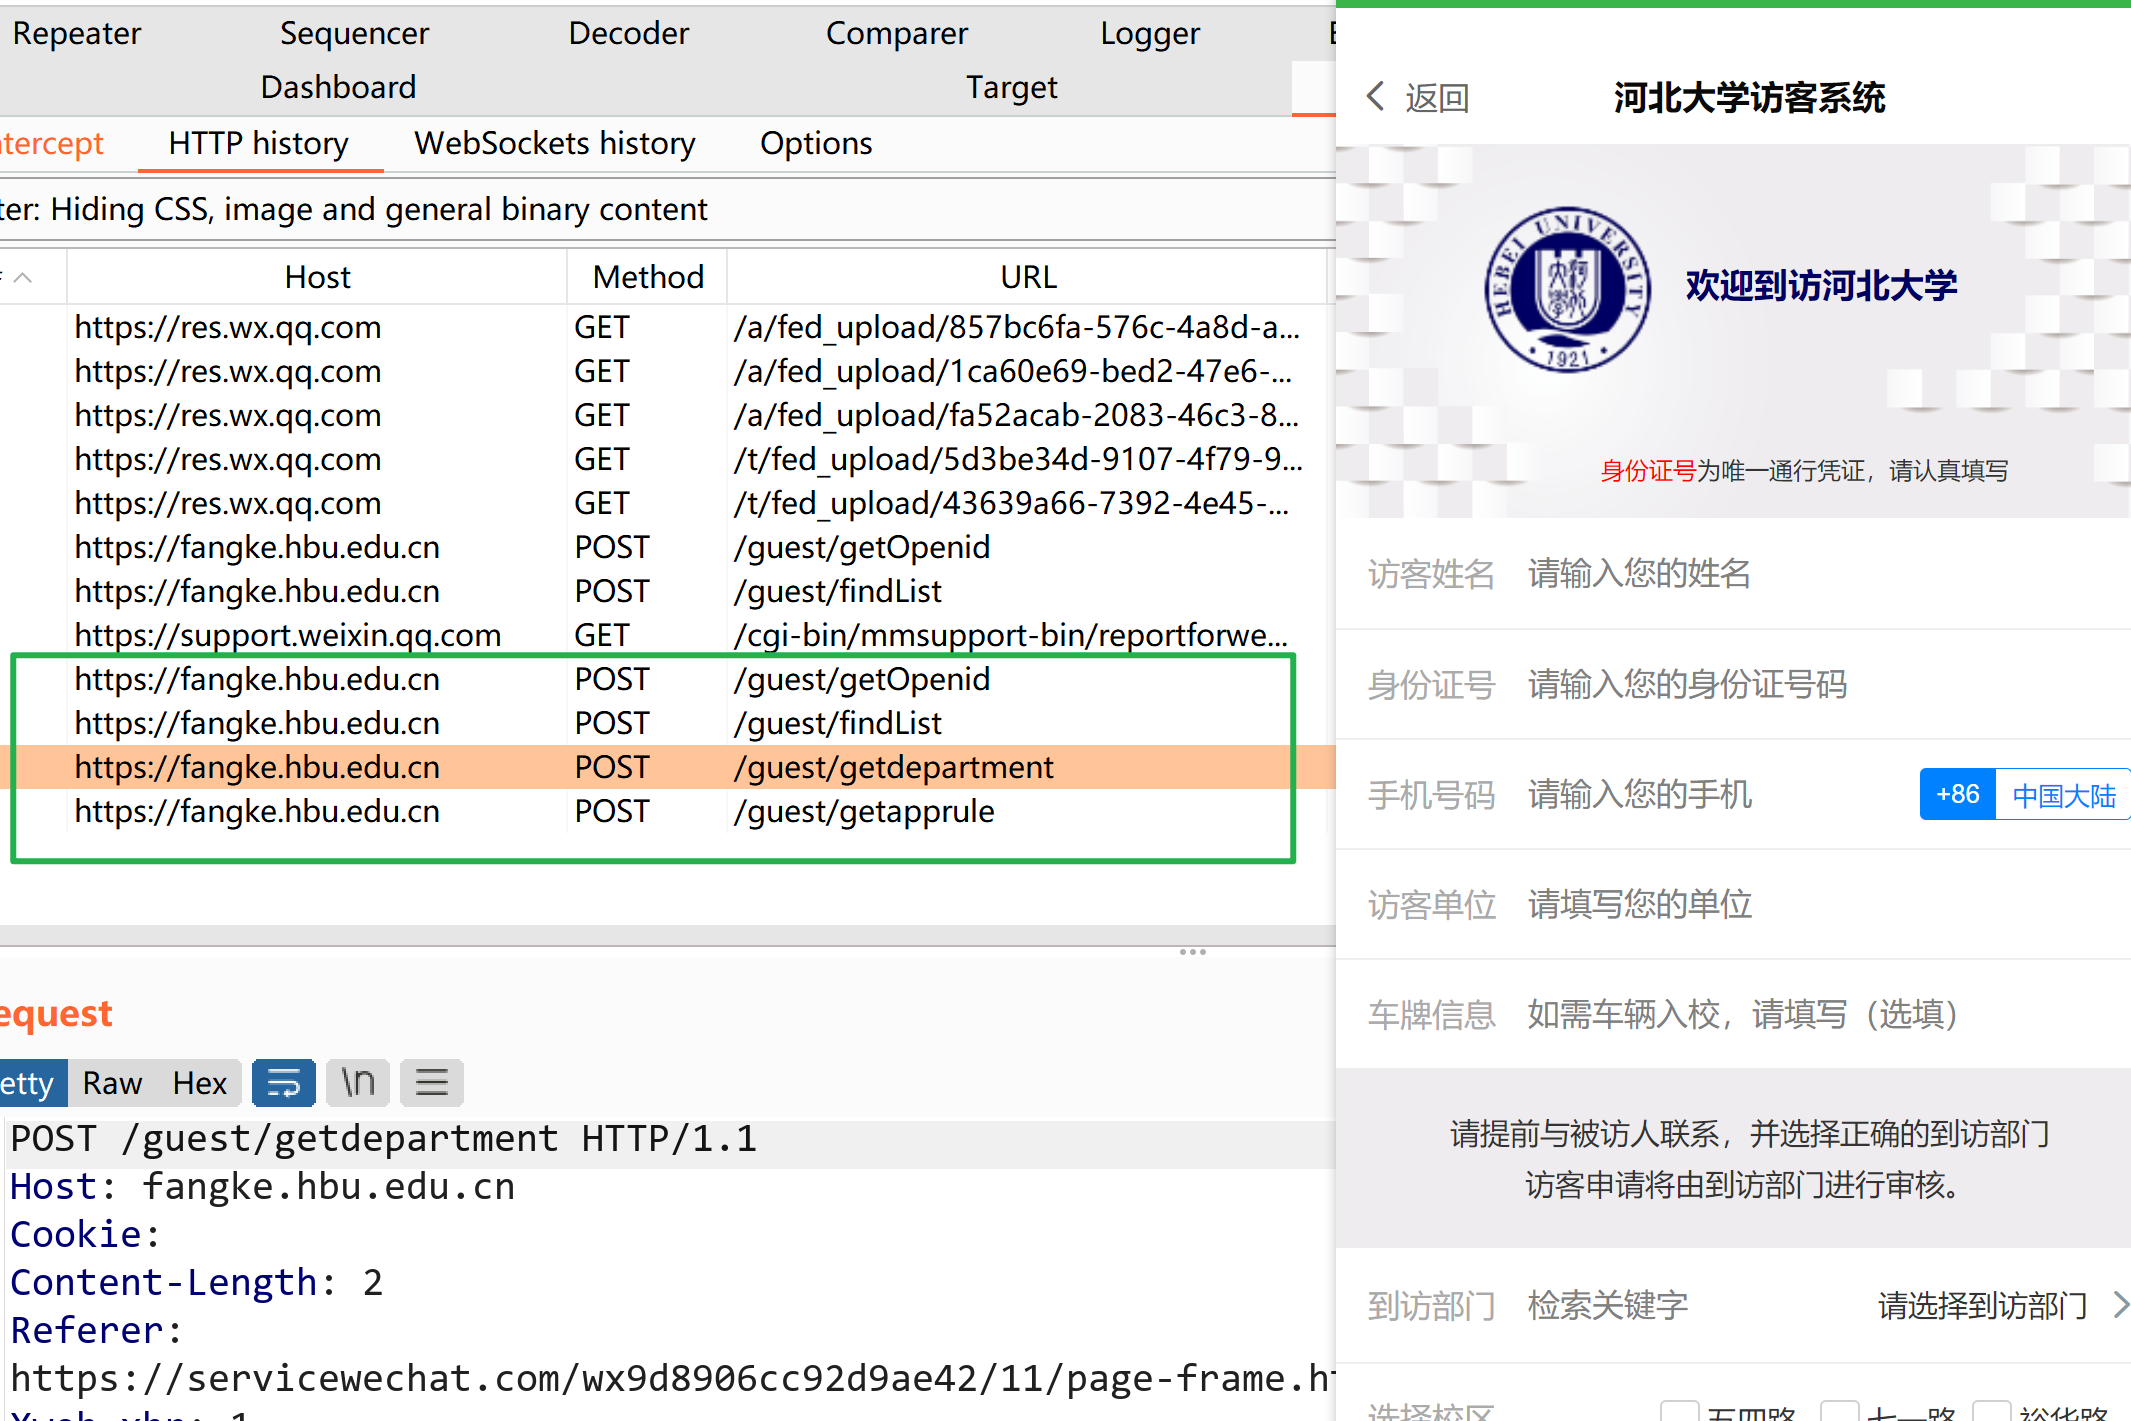 Repeater Sequencer Decoder Comparer Logger
Dashboard Target
ntercept HTTP history WebSockets history Options
ter: Hiding CSS, image and general binary content
Host Method URL
https://res.wx.qq.com GET /a/fed_upload/857bc6fa-576c-4a8d-a...
https://res.wx.qq.com GET /a/fed_upload/1ca60e69-bed2-47e6-...
https://res.wx.qq.com GET /a/fed_upload/fa52acab-2083-46c3-8...
https://res.wx.qq.com GET /t/fed_upload/5d3be34d-9107-4f79-9...
https://res.wx.qq.com GET /t/fed_upload/43639a66-7392-4e45-...
https://fangke.hbu.edu.cn POST /guest/getOpenid
https://fangke.hbu.edu.cn POST /guest/findList
https://support.weixin.qq.com GET /cgi-bin/mmsupport-bin/reportforwe...
https://fangke.hbu.edu.cn POST /guest/getOpenid
https://fangke.hbu.edu.cn POST /guest/findList
https://fangke.hbu.edu.cn POST /guest/getdepartment
https://fangke.hbu.edu.cn POST /guest/getapprule
equest
etty Raw Hex \n
POST /guest/getdepartment HTTP/1.1
Host: fangke.hbu.edu.cn
Cookie:
Content-Length: 2
Referer:
https://servicewechat.com/wx9d8906cc92d9ae42/11/page-frame.h
返回 河北大学访客系统
HEBEI UNIVERSITY
1921
欢迎到访河北大学
身份证号为唯一通行凭证，请认真填写
访客姓名 请输入您的姓名
身份证号 请输入您的身份证号码
手机号码 请输入您的手机 +86 中国大陆
访客单位 请填写您的单位
车牌信息 如需车辆入校，请填写（选填）
请提前与被访人联系，并选择正确的到访部门
访客申请将由到访部门进行审核。
到访部门 检索关键字 请选择到访部门
选择校区 五四路 七一路 裕华路